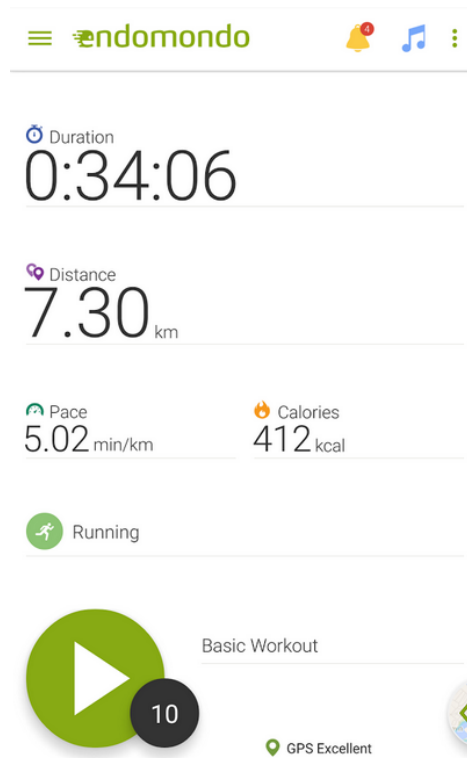 endomondo
4
Duration
0:34:06
Distance
7.30 km
Pace
5.02 min/km
Calories
412 kcal
Running
Basic Workout
10
GPS Excellent